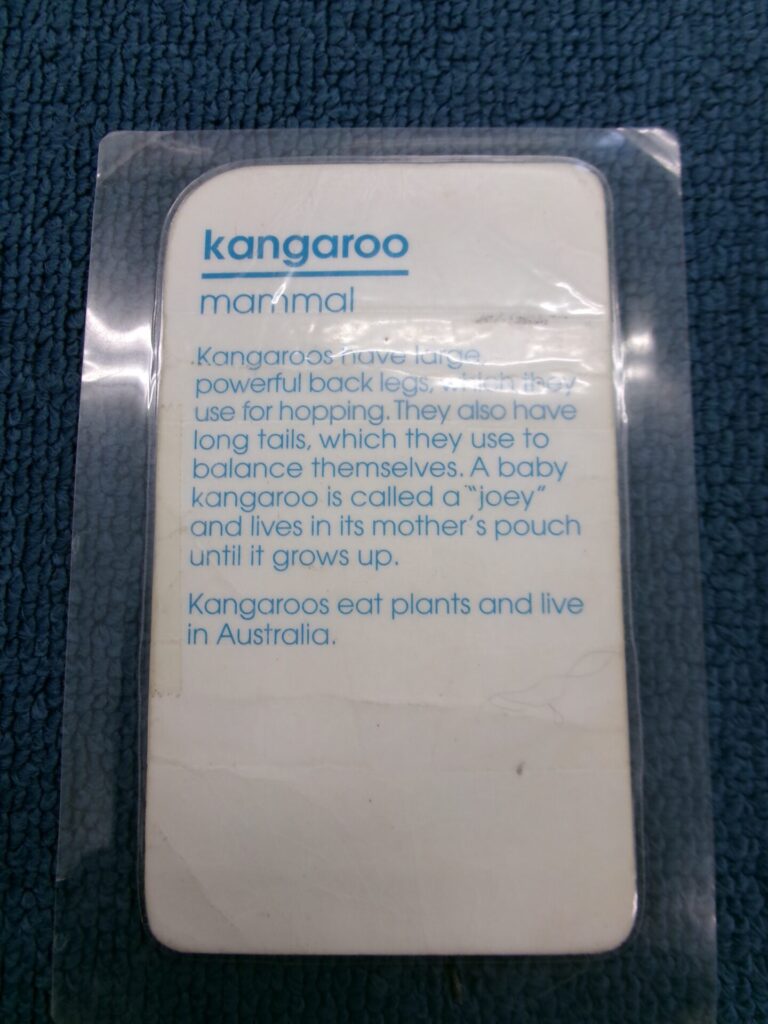 kangaroo
mammal
Kangaroos have large
powerful back legs, which they
use for hopping. They also have
long tails, which they use to
balance themselves. A baby
kangaroo is called a "joey"
and lives in its mother's pouch
until it grows up.
Kangaroos eat plants and live
in Australia.